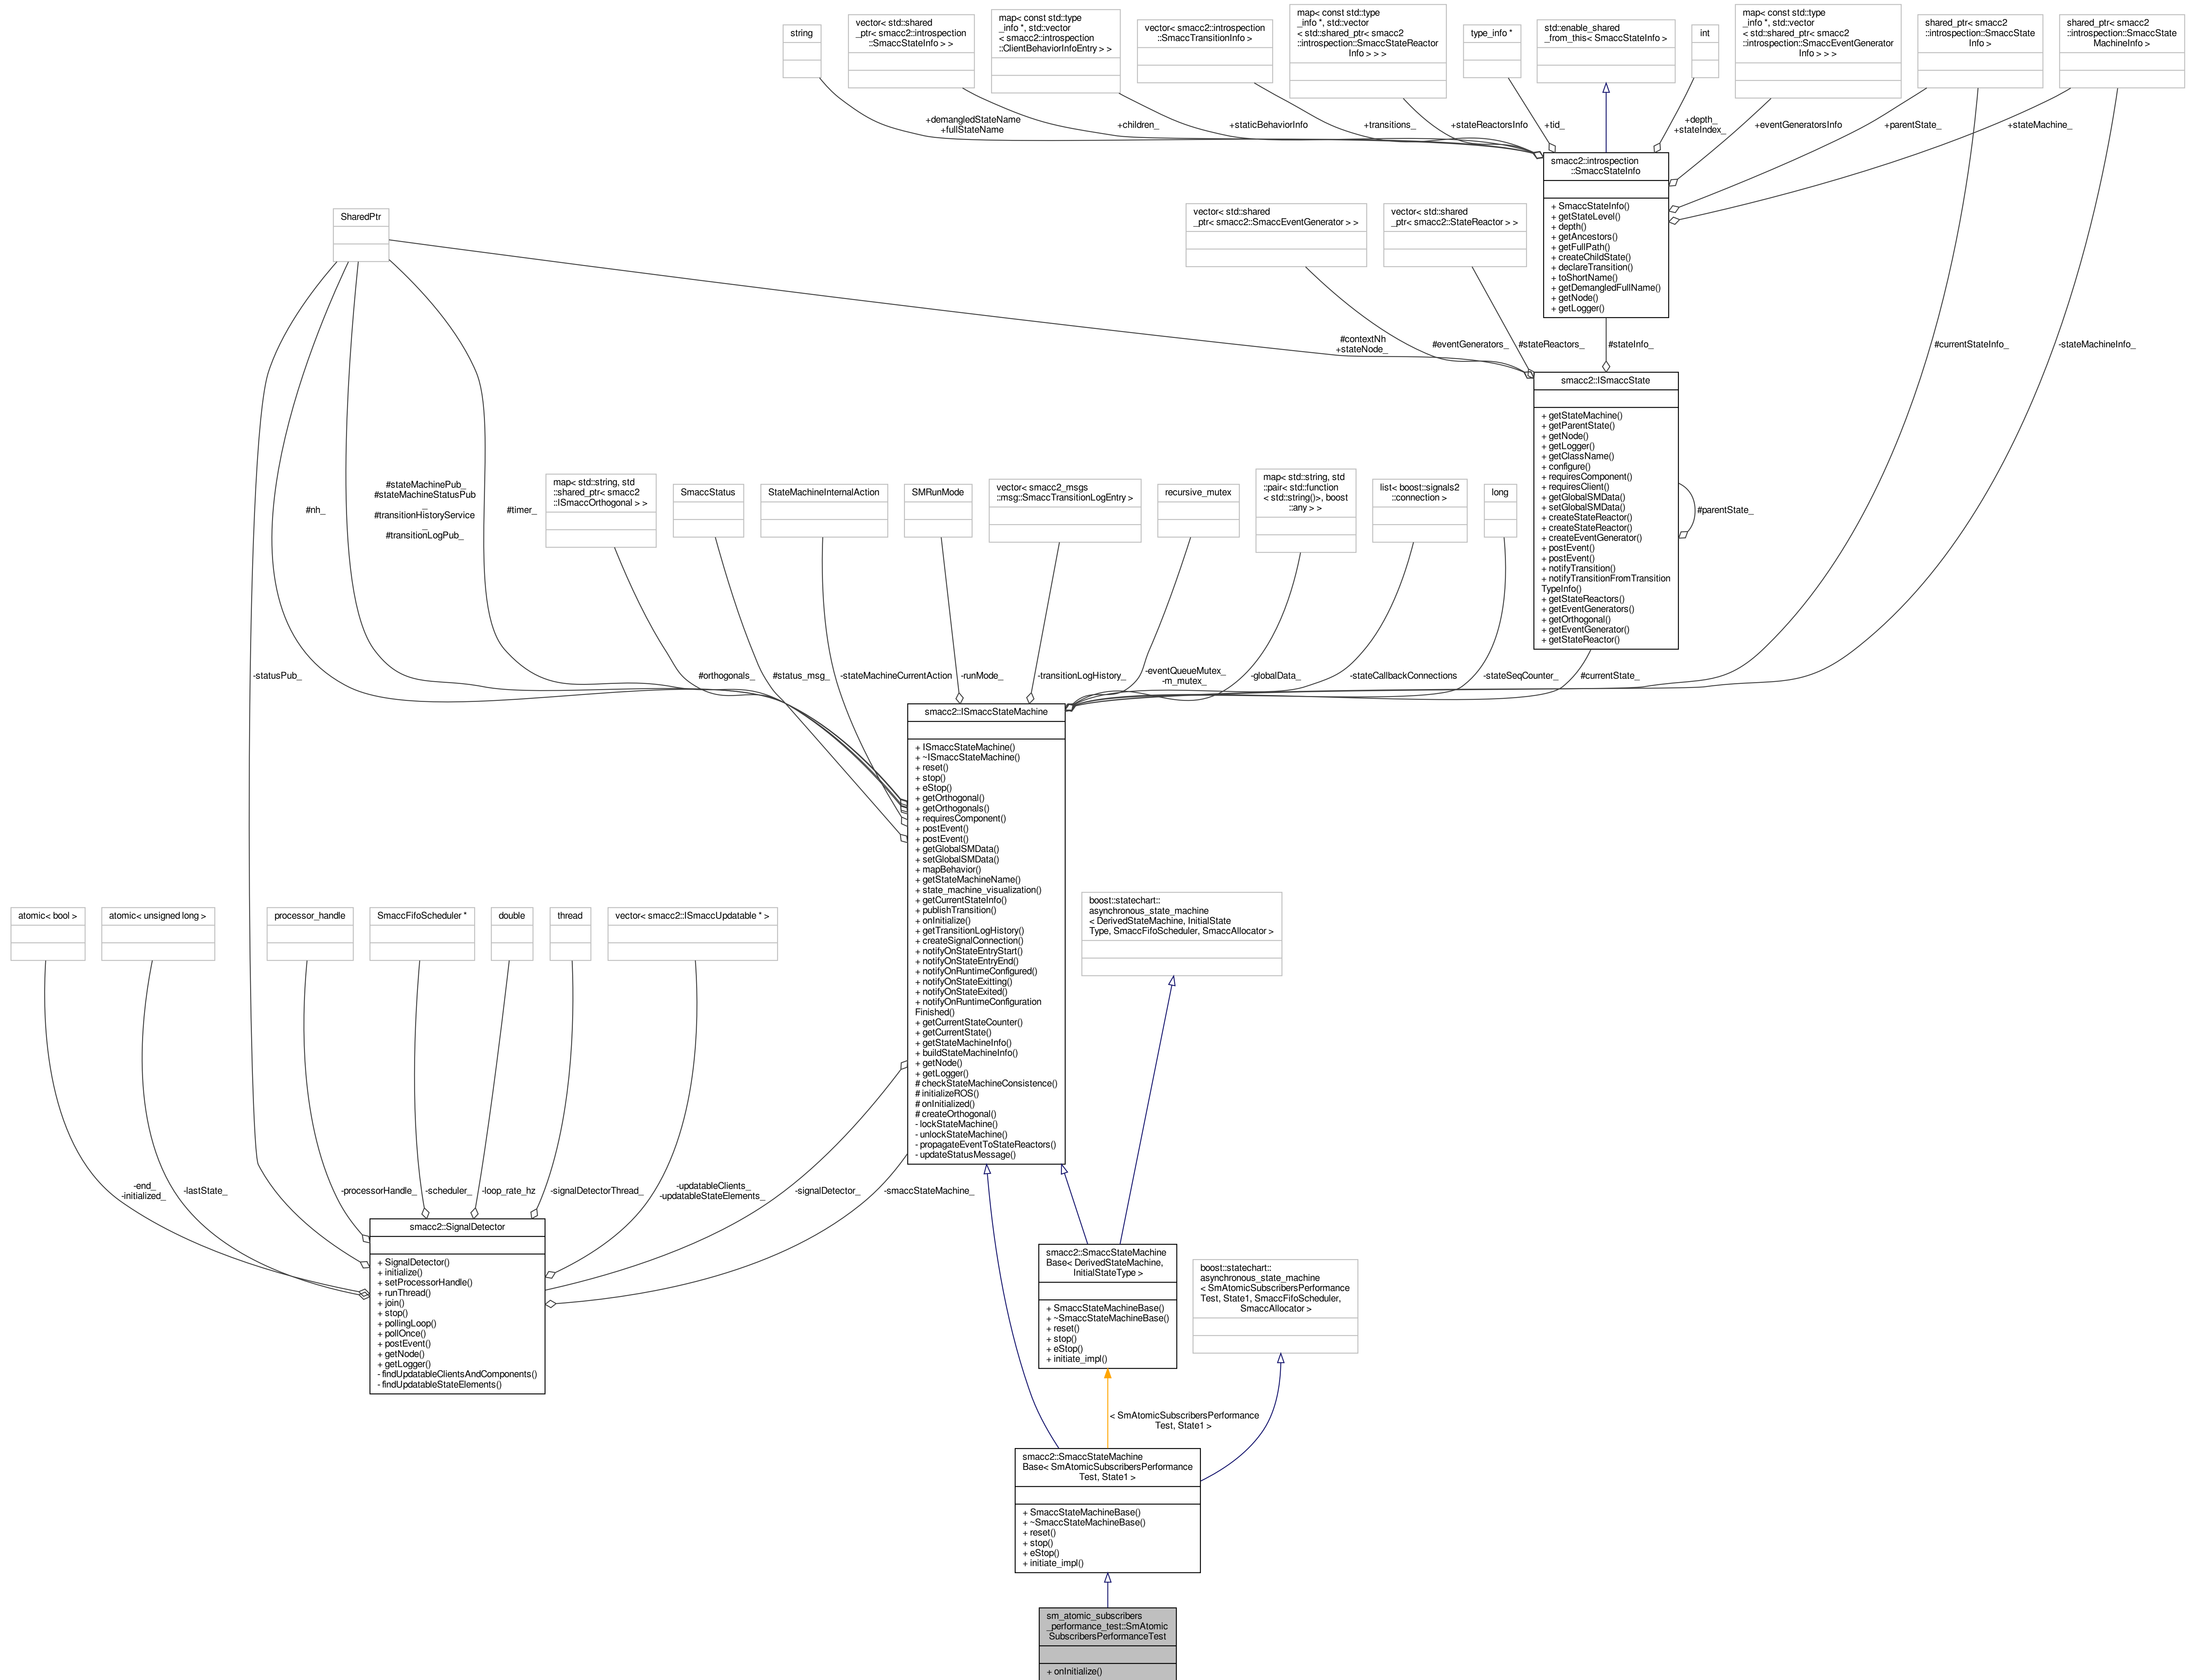 string
vector< std::shared
_ptr< smacc2::introspection
::SmaccStateInfo > >
map< const std::type
_info *, std::vector
< smacc2::introspection
::ClientBehaviorInfoEntry > >
vector< smacc2::introspection
::SmaccTransitionInfo >
map< const std::type
_info *, std::vector
< std::shared_ptr< smacc2
::introspection::SmaccStateReactor
Info > > >
type_info *
std::enable_shared
_from_this< SmaccStateInfo >
int
map< const std::type
_info *, std::vector
< std::shared_ptr< smacc2
::introspection::SmaccEventGenerator
Info > > >
shared_ptr< smacc2
::introspection::SmaccState
Info >
shared_ptr< smacc2
::introspection::SmaccState
MachineInfo >
+demangledStateName
+fullStateName
+children_
+staticBehaviorInfo
+transitions_
+stateReactorsInfo
+tid_
+depth_
+stateIndex_
+eventGeneratorsInfo
+parentState_
+stateMachine_
smacc2::introspection
::SmaccStateInfo
+ SmaccStateInfo()
+ getStateLevel()
+ depth()
+ getAncestors()
+ getFullPath()
+ createChildState()
+ declareTransition()
+ toShortName()
+ getDemangledFullName()
+ getNode()
+ getLogger()
SharedPtr
vector< std::shared
_ptr< smacc2::SmaccEventGenerator > >
vector< std::shared
_ptr< smacc2::StateReactor > >
#contextNh
+stateNode_
#eventGenerators_
#stateReactors_
#stateInfo_
#currentStateInfo_
-stateMachineInfo_
smacc2::ISmaccState
+ getStateMachine()
+ getParentState()
+ getNode()
+ getLogger()
+ getClassName()
+ configure()
+ requiresComponent()
+ requiresClient()
+ getGlobalSMData()
+ setGlobalSMData()
+ createStateReactor()
+ createStateReactor()
+ createEventGenerator()
+ postEvent()
+ postEvent()
+ notifyTransition()
+ notifyTransitionFromTransition
TypeInfo()
+ getStateReactors()
+ getEventGenerators()
+ getOrthogonal()
+ getEventGenerator()
+ getStateReactor()
#parentState_
#nh_
#stateMachinePub_
#stateMachineStatusPub
_
#transitionHistoryService
_
#transitionLogPub_
#timer_
map< std::string, std
::shared_ptr< smacc2
::ISmaccOrthogonal > >
SmaccStatus
StateMachineInternalAction
SMRunMode
vector< smacc2_msgs
::msg::SmaccTransitionLogEntry >
recursive_mutex
map< std::string, std
::pair< std::function
< std::string()>, boost
::any > >
list< boost::signals2
::connection >
long
-statusPub_
#orthogonals_
#status_msg_
-stateMachineCurrentAction
-runMode_
-transitionLogHistory_
-eventQueueMutex_
-m_mutex_
-globalData_
-stateCallbackConnections
-stateSeqCounter_
#currentState_
smacc2::ISmaccStateMachine
+ ISmaccStateMachine()
+ ~ISmaccStateMachine()
+ reset()
+ stop()
+ eStop()
+ getOrthogonal()
+ getOrthogonals()
+ requiresComponent()
+ postEvent()
+ postEvent()
+ getGlobalSMData()
+ setGlobalSMData()
+ mapBehavior()
+ getStateMachineName()
+ state_machine_visualization()
+ getCurrentStateInfo()
+ publishTransition()
+ onInitialize()
+ getTransitionLogHistory()
+ createSignalConnection()
+ notifyOnStateEntryStart()
+ notifyOnStateEntryEnd()
+ notifyOnRuntimeConfigured()
+ notifyOnStateExitting()
+ notifyOnStateExited()
+ notifyOnRuntimeConfiguration
Finished()
+ getCurrentStateCounter()
+ getCurrentState()
+ getStateMachineInfo()
+ buildStateMachineInfo()
+ getNode()
+ getLogger()
# checkStateMachineConsistence()
# initializeROS()
# onInitialized()
# createOrthogonal()
- lockStateMachine()
- unlockStateMachine()
- propagateEventToStateReactors()
- updateStatusMessage()
atomic< bool >
atomic< unsigned long >
processor_handle
SmaccFifoScheduler *
double
thread
vector< smacc2::ISmaccUpdatable * >
boost::statechart::
asynchronous_state_machine
< DerivedStateMachine, InitialState
Type, SmaccFifoScheduler, SmaccAllocator >
-end_
-initialized_
-lastState_
-processorHandle_
-scheduler_
-loop_rate_hz
-signalDetectorThread_
-updatableClients_
-updatableStateElements_
-signalDetector_
-smaccStateMachine_
smacc2::SignalDetector
+ SignalDetector()
+ initialize()
+ setProcessorHandle()
+ runThread()
+ join()
+ stop()
+ pollingLoop()
+ pollOnce()
+ postEvent()
+ getNode()
+ getLogger()
- findUpdatableClientsAndComponents()
- findUpdatableStateElements()
smacc2::SmaccStateMachine
Base< DerivedStateMachine,
InitialStateType >
+ SmaccStateMachineBase()
+ ~SmaccStateMachineBase()
+ reset()
+ stop()
+ eStop()
+ initiate_impl()
boost::statechart::
asynchronous_state_machine
< SmAtomicSubscribersPerformance
Test, State1, SmaccFifoScheduler,
SmaccAllocator >
< SmAtomicSubscribersPerformance
Test, State1 >
smacc2::SmaccStateMachine
Base< SmAtomicSubscribersPerformance
Test, State1 >
+ SmaccStateMachineBase()
+ ~SmaccStateMachineBase()
+ reset()
+ stop()
+ eStop()
+ initiate_impl()
sm_atomic_subscribers
_performance_test::SmAtomic
SubscribersPerformanceTest
+ onInitialize()